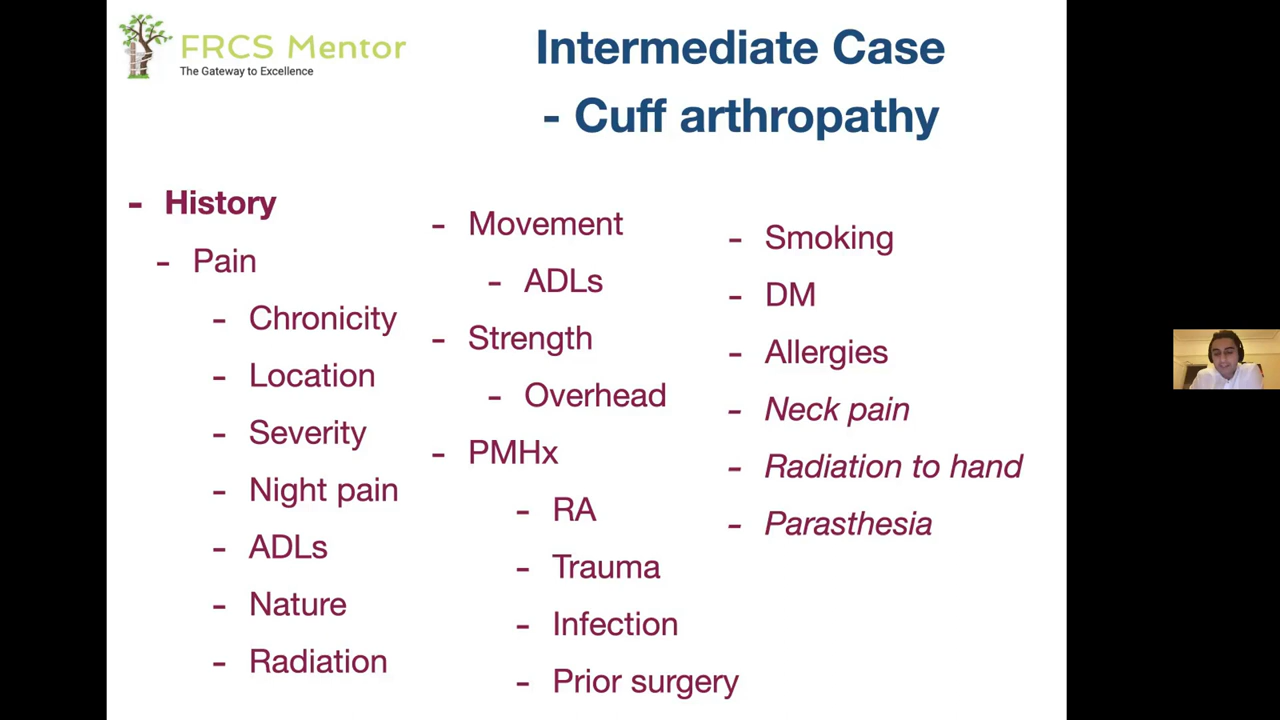 FRCS Mentor
The Gateway to Excellence
Intermediate Case
- Cuff arthropathy
- History
- Pain
- Chronicity
- Location
- Severity
- Night pain
- ADLs
- Nature
- Radiation
- Movement
- ADLs
- Strength
- Overhead
- PMHx
- RA
- Trauma
- Infection
- Prior surgery
- Smoking
- DM
- Allergies
- Neck pain
- Radiation to hand
- Parasthesia